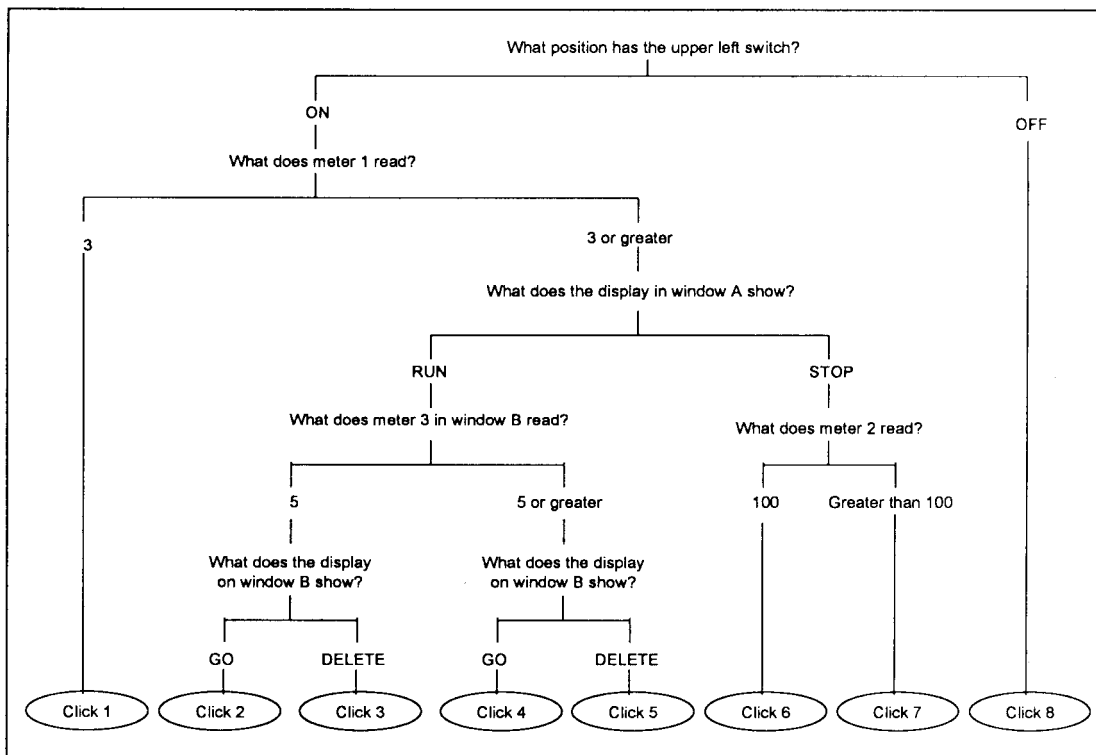 What position has the upper left switch?
ON
OFF
What does meter 1 read?
3
3 or greater
What does the display in window A show?
RUN
STOP
What does meter 3 in window B read?
What does meter 2 read?
5
5 or greater
100
Greater than 100
What does the display
on window B show?
What does the display
on window B show?
GO
DELETE
GO
DELETE
Click 1
Click 2
Click 3
Click 4
Click 5
Click 6
Click 7
Click 8